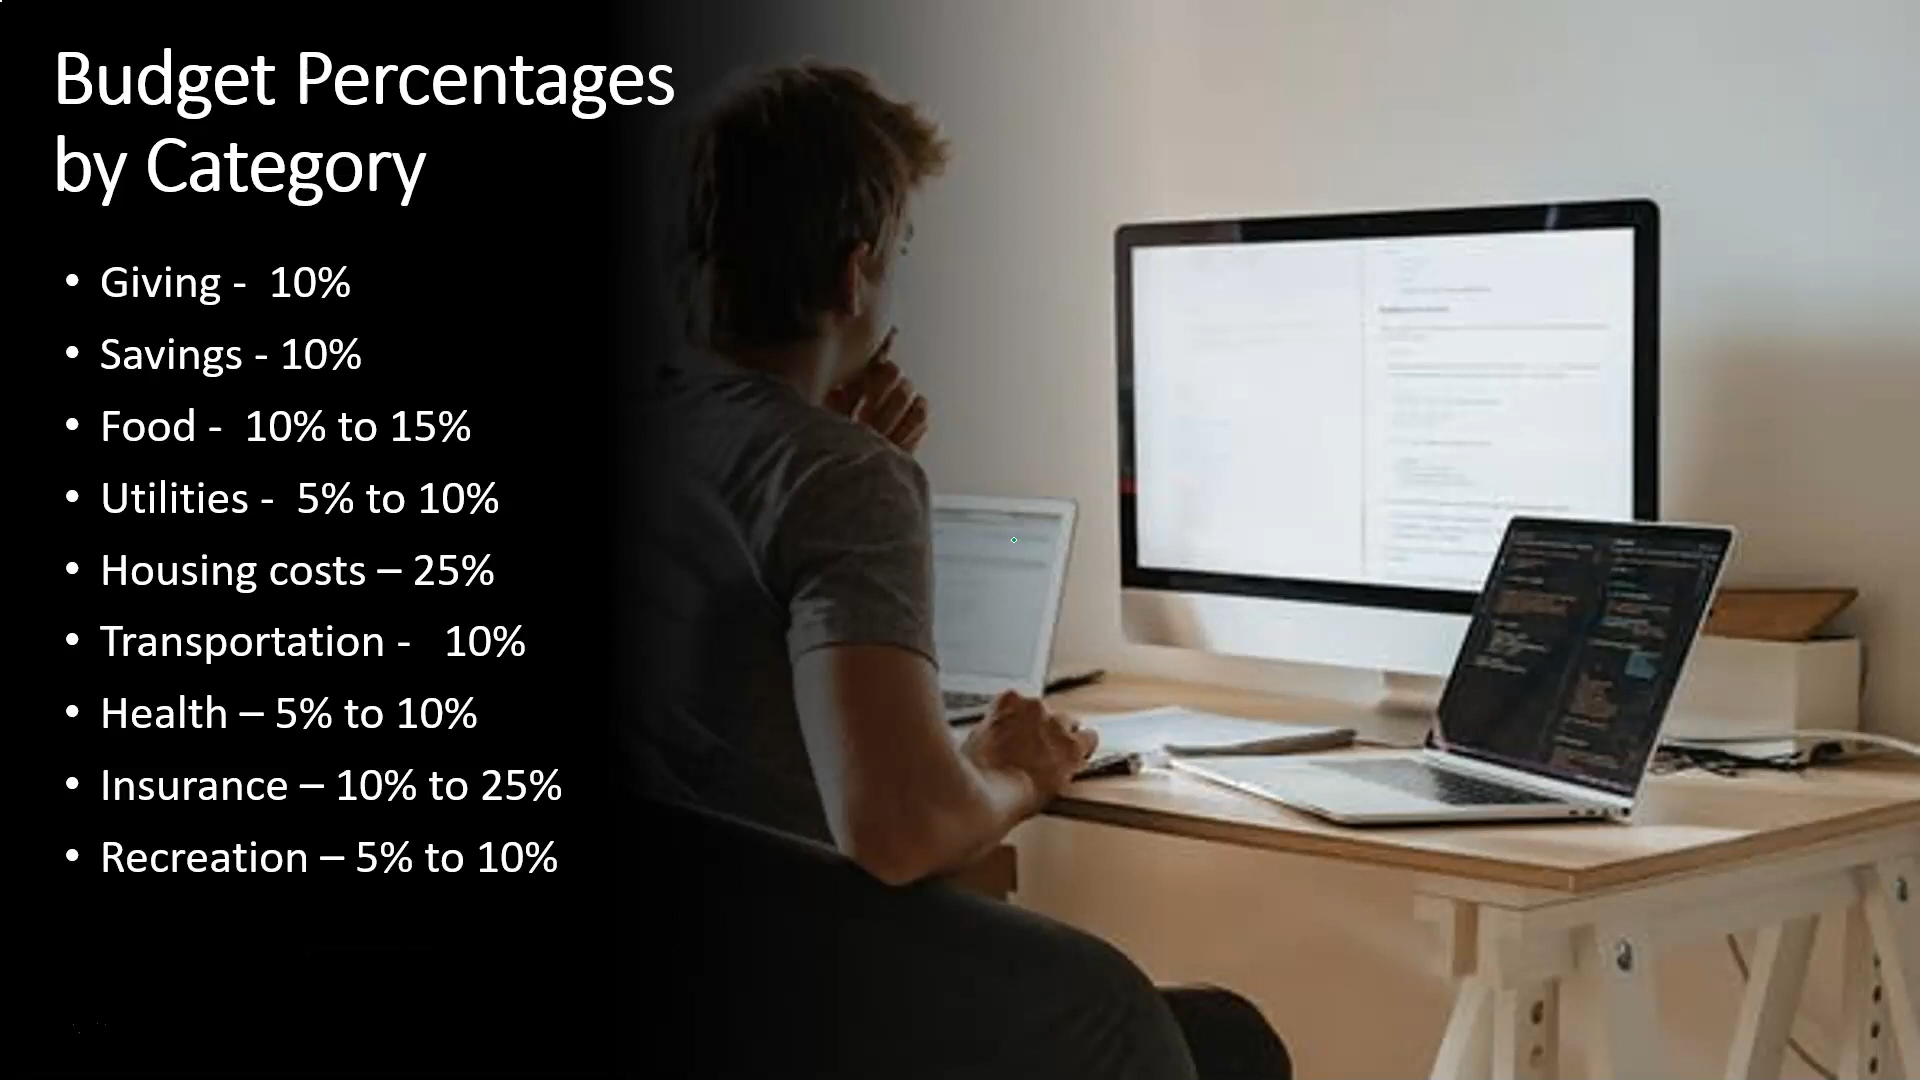 Budget Percentages
by Category
• Giving -  10%
• Savings - 10%
• Food -  10% to 15%
• Utilities -  5% to 10%
• Housing costs – 25%
• Transportation -   10%
• Health – 5% to 10%
• Insurance – 10% to 25%
• Recreation – 5% to 10%